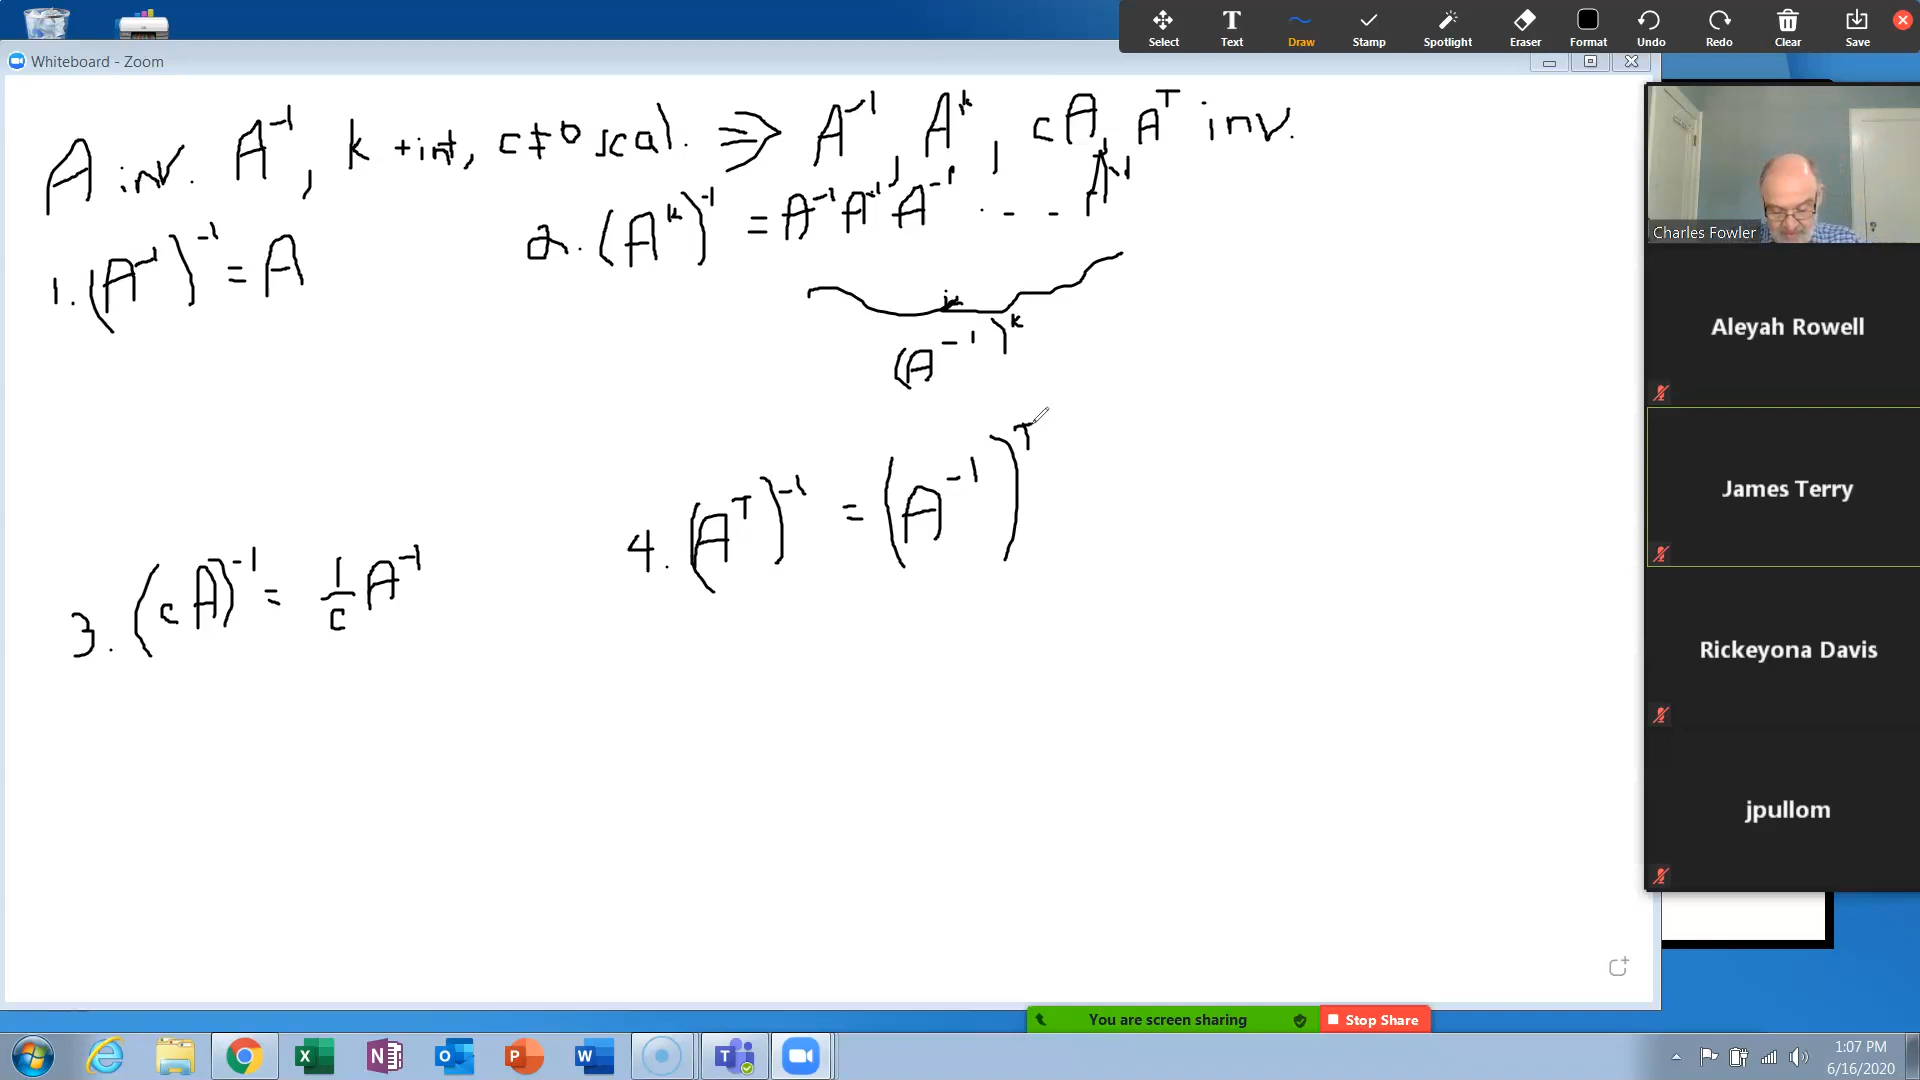 Select Text Draw Stamp Spotlight Eraser Format Undo Redo Clear Save
Whiteboard - Zoom
A inv. A⁻¹, k +int, c≠0 scal. ⇒ A⁻¹, Aᵏ, cA, Aᵀ inv.
1. (A⁻¹)⁻¹ = A
2. (Aᵏ)⁻¹ = A⁻¹ A⁻¹ A⁻¹ · - - A⁻¹
k
(A⁻¹)ᵏ
3. (cA)⁻¹ = 1/c A⁻¹
4. (Aᵀ)⁻¹ = (A⁻¹)ᵀ
Charles Fowler
Aleyah Rowell
James Terry
Rickeyona Davis
jpullom
You are screen sharing
Stop Share
1:07 PM
6/16/2020